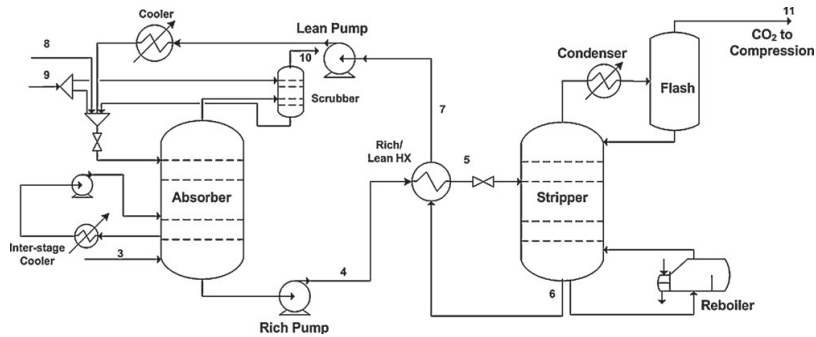 Cooler
8
9
10
Lean Pump
Scrubber
Absorber
Inter-stage
Cooler
3
Rich Pump
4
Rich/
Lean HX
7
5
6
Stripper
Condenser
Flash
11
CO₂ to
Compression
Reboiler